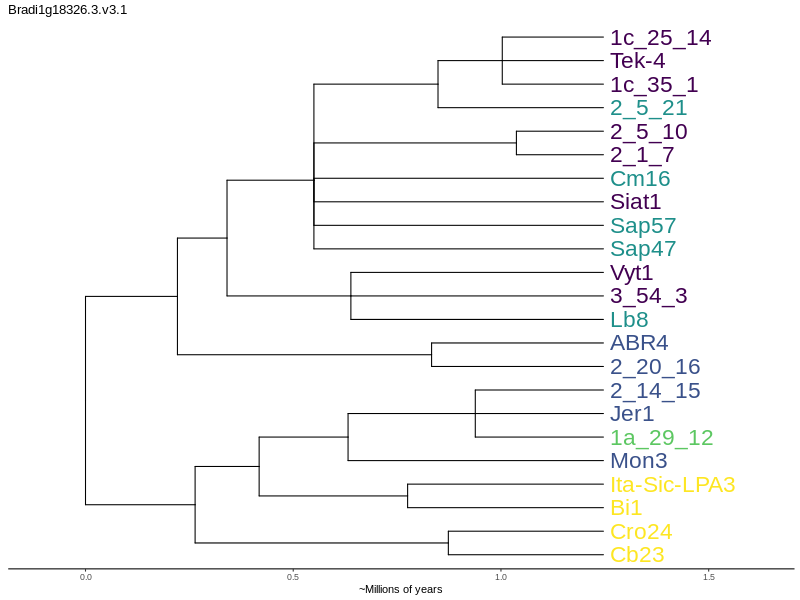 Bradi1g18326.3.v3.1
1c_25_14
Tek-4
1c_35_1
2_5_21
2_5_10
2_1_7
Cm16
Siat1
Sap57
Sap47
Vyt1
3_54_3
Lb8
ABR4
2_20_16
2_14_15
Jer1
1a_29_12
Mon3
Ita-Sic-LPA3
Bi1
Cro24
Cb23
0.0 0.5 1.0 1.5
~Millions of years